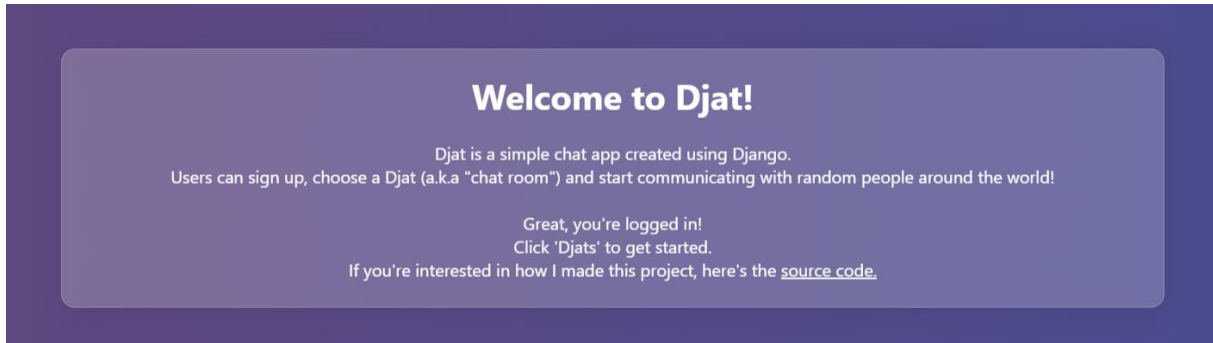 Welcome to Djat!
Djat is a simple chat app created using Django.
Users can sign up, choose a Djat (a.k.a "chat room") and start communicating with random people around the world!
Great, you're logged in!
Click 'Djats' to get started.
If you're interested in how I made this project, here's the source code.